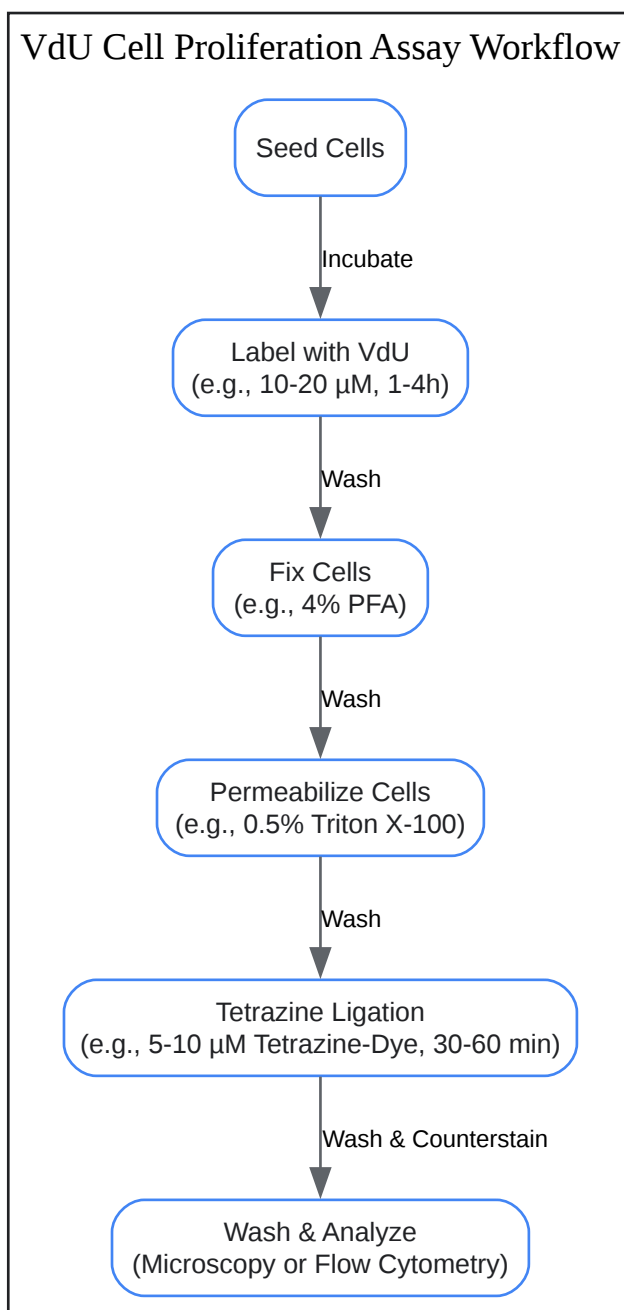 VdU Cell Proliferation Assay Workflow
Seed Cells
Incubate
Label with VdU
(e.g., 10-20 µM, 1-4h)
Wash
Fix Cells
(e.g., 4% PFA)
Wash
Permeabilize Cells
(e.g., 0.5% Triton X-100)
Wash
Tetrazine Ligation
(e.g., 5-10 µM Tetrazine-Dye, 30-60 min)
Wash & Counterstain
Wash & Analyze
(Microscopy or Flow Cytometry)